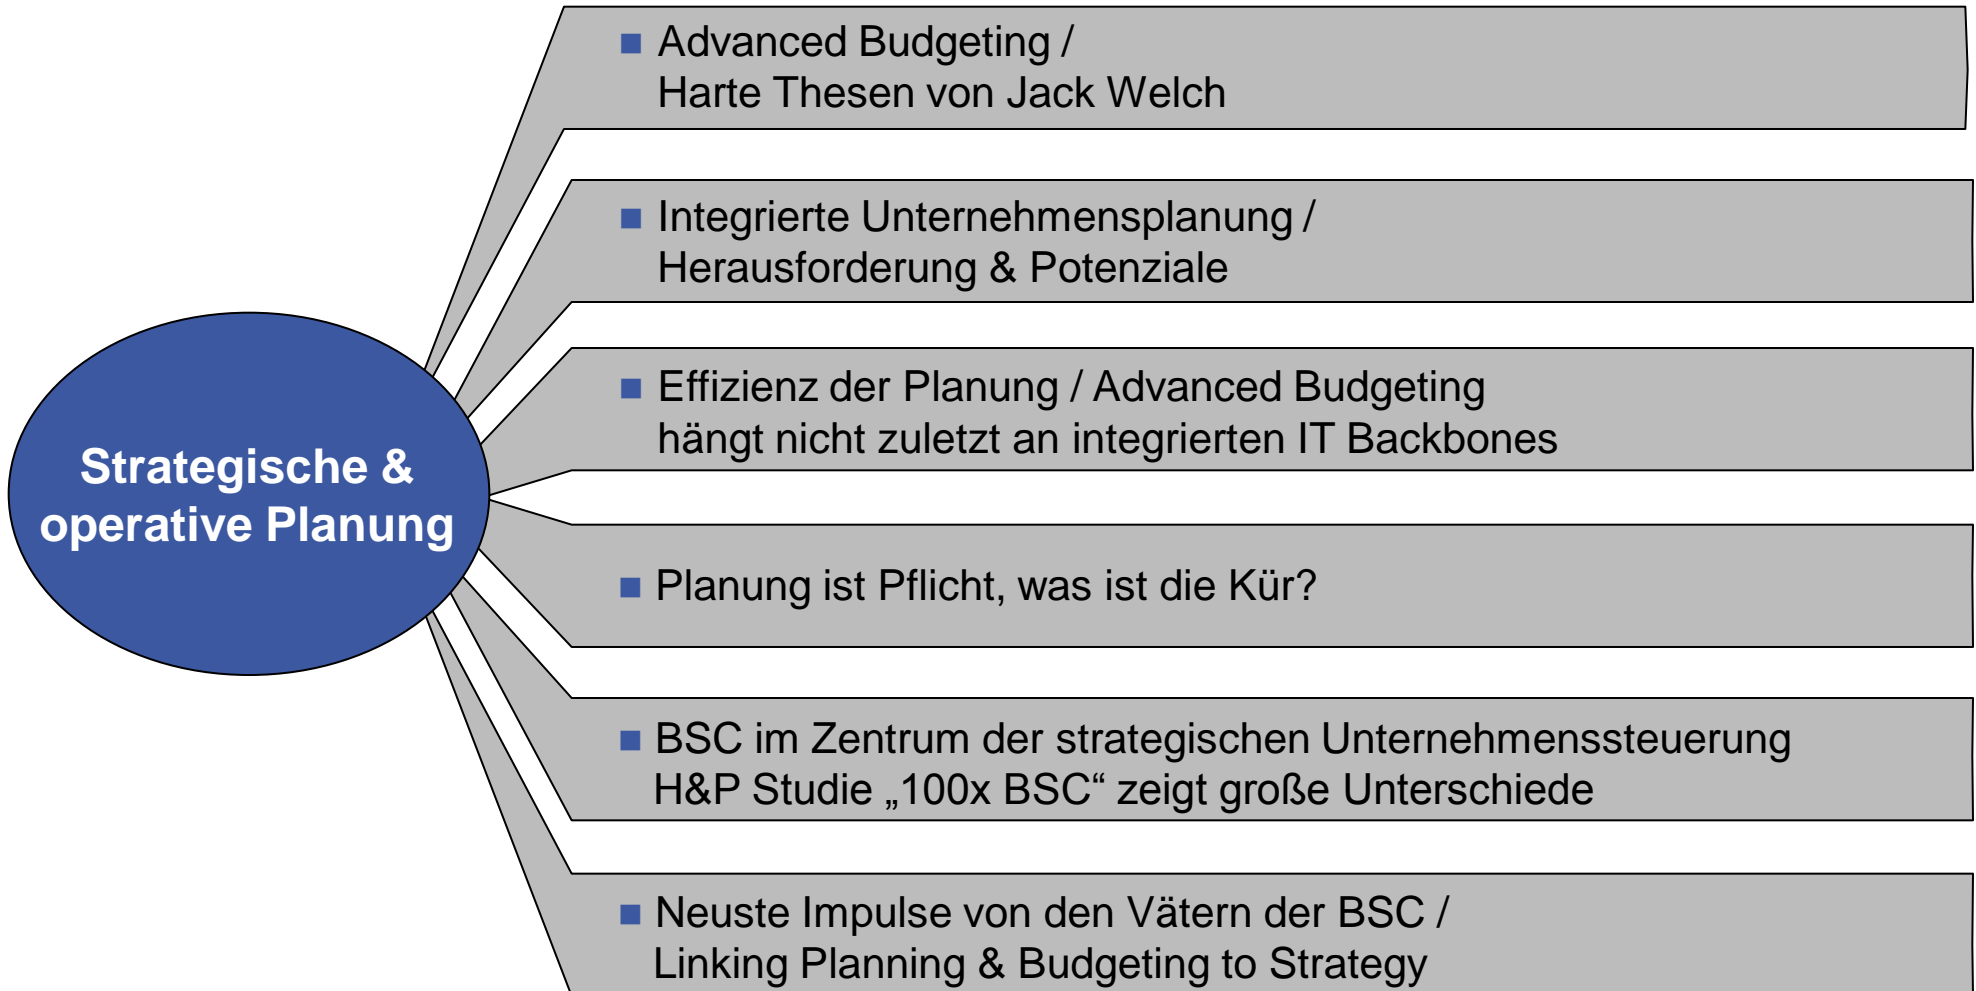 Advanced Budgeting /
Harte Thesen von Jack Welch
Integrierte Unternehmensplanung /
Herausforderung & Potenziale
Effizienz der Planung / Advanced Budgeting
hängt nicht zuletzt an integrierten IT Backbones
Strategische &
operative Planung
Planung ist Pflicht, was ist die Kür?
BSC im Zentrum der strategischen Unternehmenssteuerung
H&P Studie „100x BSC“ zeigt große Unterschiede
Neuste Impulse von den Vätern der BSC /
Linking Planning & Budgeting to Strategy